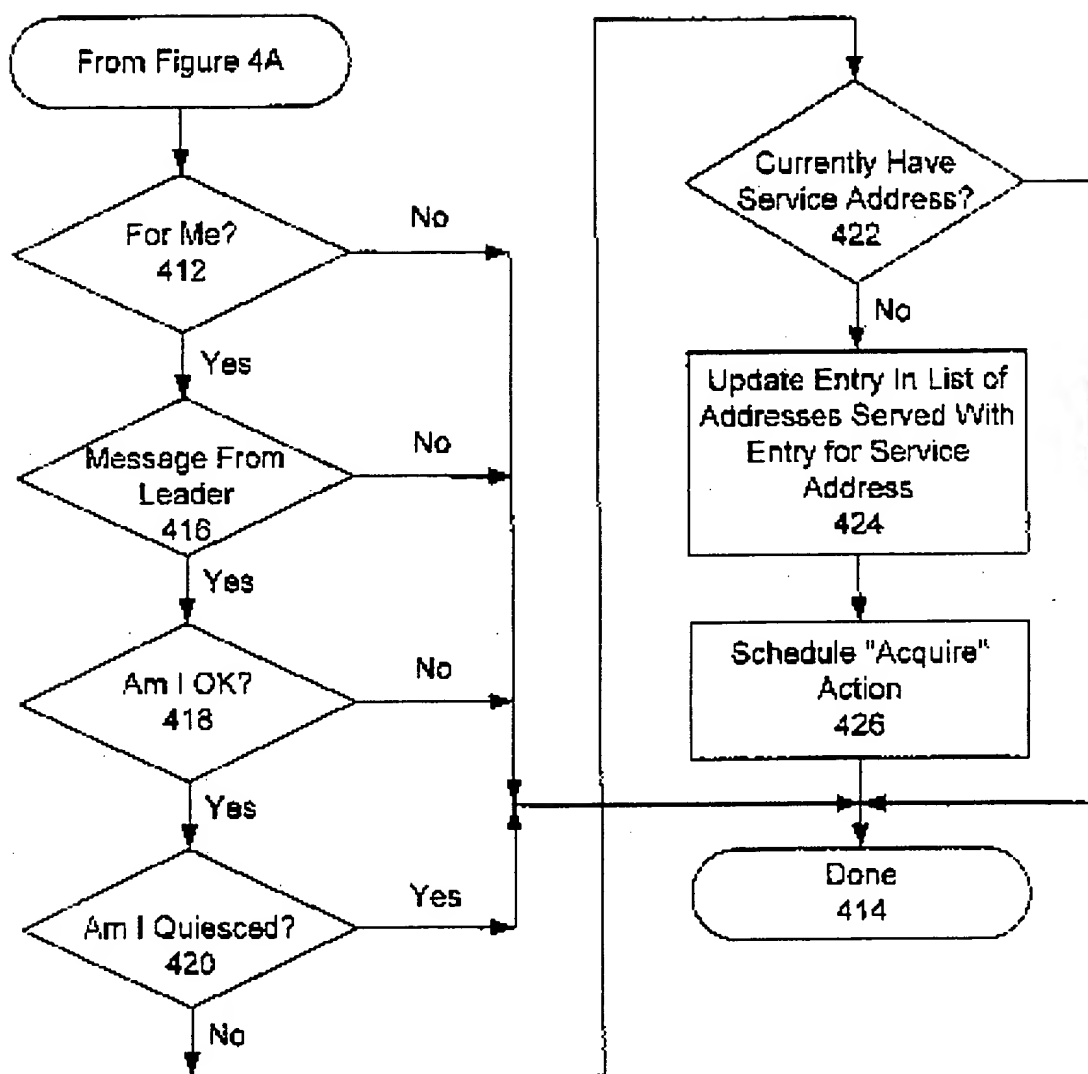 From Figure 4A
For Me?
412
No
Yes
Message From
Leader
416
No
Yes
Am I OK?
418
No
Yes
Am I Quiesced?
420
Yes
No
Currently Have
Service Address?
422
No
Update Entry In List of
Addresses Served With
Entry for Service
Address
424
Schedule "Acquire"
Action
426
Done
414